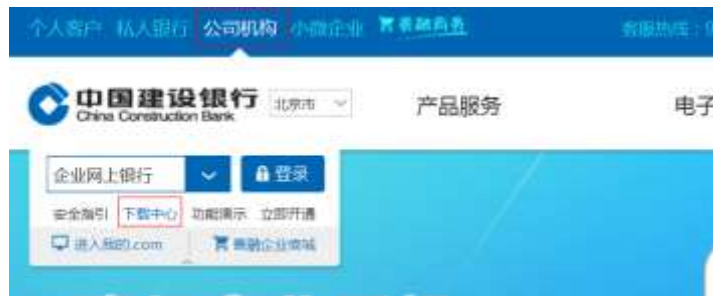 个人客户 私人银行 公司机构 小微企业 善融商务 客服热线：9
中国建设银行 北京市 产品服务 电子
China Construction Bank
企业网上银行 登录
安全指引 下载中心 功能演示 立即开通
进入我的.com 善融企业商城